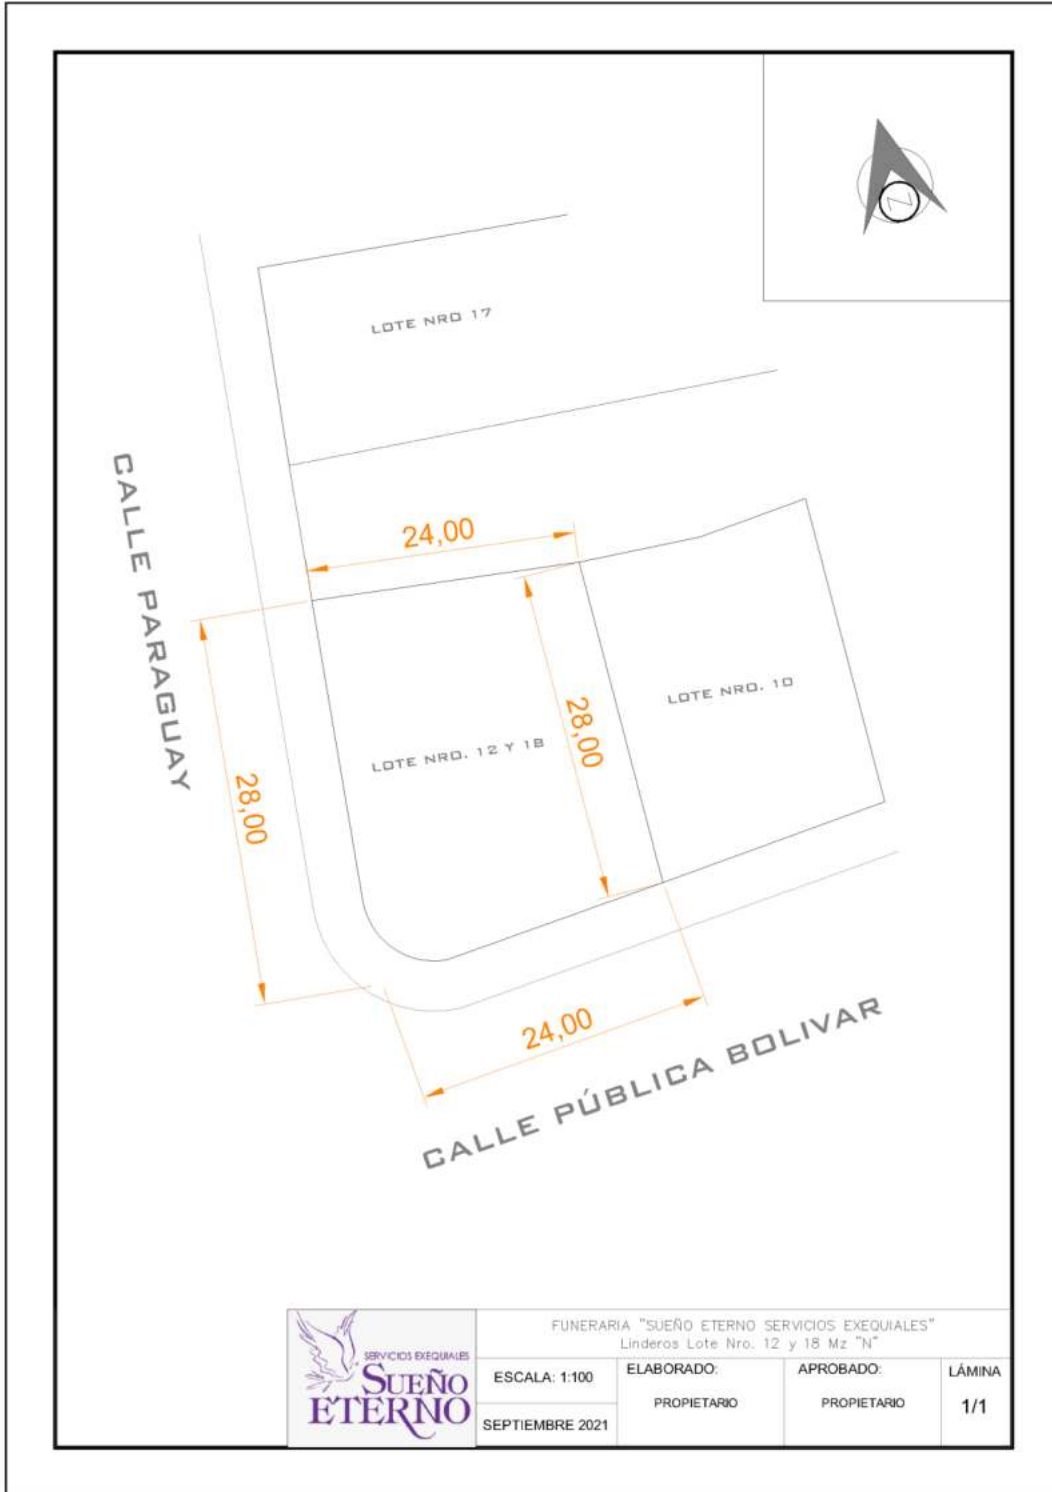 N
LOTE NRO 17
CALLE PARAGUAY
24,00
28,00
LOTE NRO. 10
LOTE NRO. 12 Y 18
28,00
24,00
CALLE PÚBLICA BOLIVAR
SERVICIOS EXEQUIALES
SUEÑO
ETERNO
FUNERARIA "SUEÑO ETERNO SERVICIOS EXEQUIALES"
Linderos Lote Nro. 12 y 18 Mz "N"
ESCALA: 1:100
SEPTIEMBRE 2021
ELABORADO:
PROPIETARIO
APROBADO:
PROPIETARIO
LÁMINA
1/1